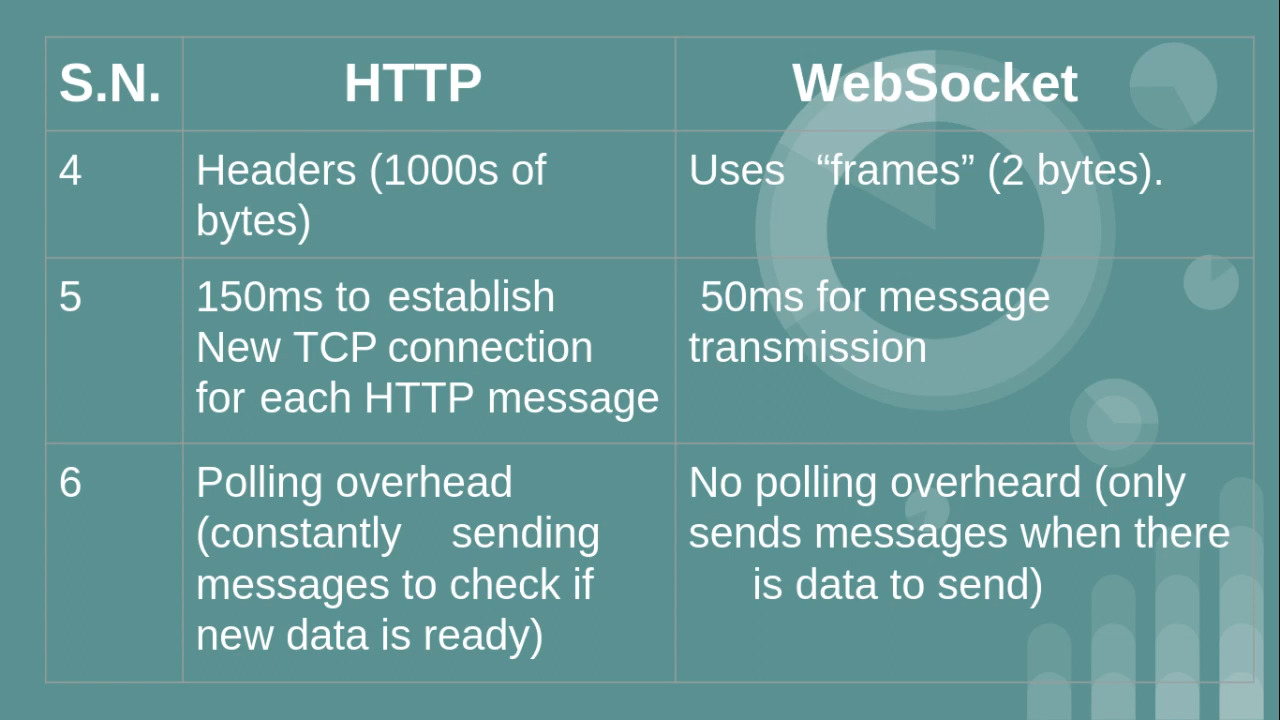 S.N. HTTP WebSocket
4 Headers (1000s of
bytes) Uses “frames” (2 bytes).
5 150ms to establish
New TCP connection
for each HTTP message 50ms for message
transmission
6 Polling overhead
(constantly sending
messages to check if
new data is ready) No polling overheard (only
sends messages when there
is data to send)